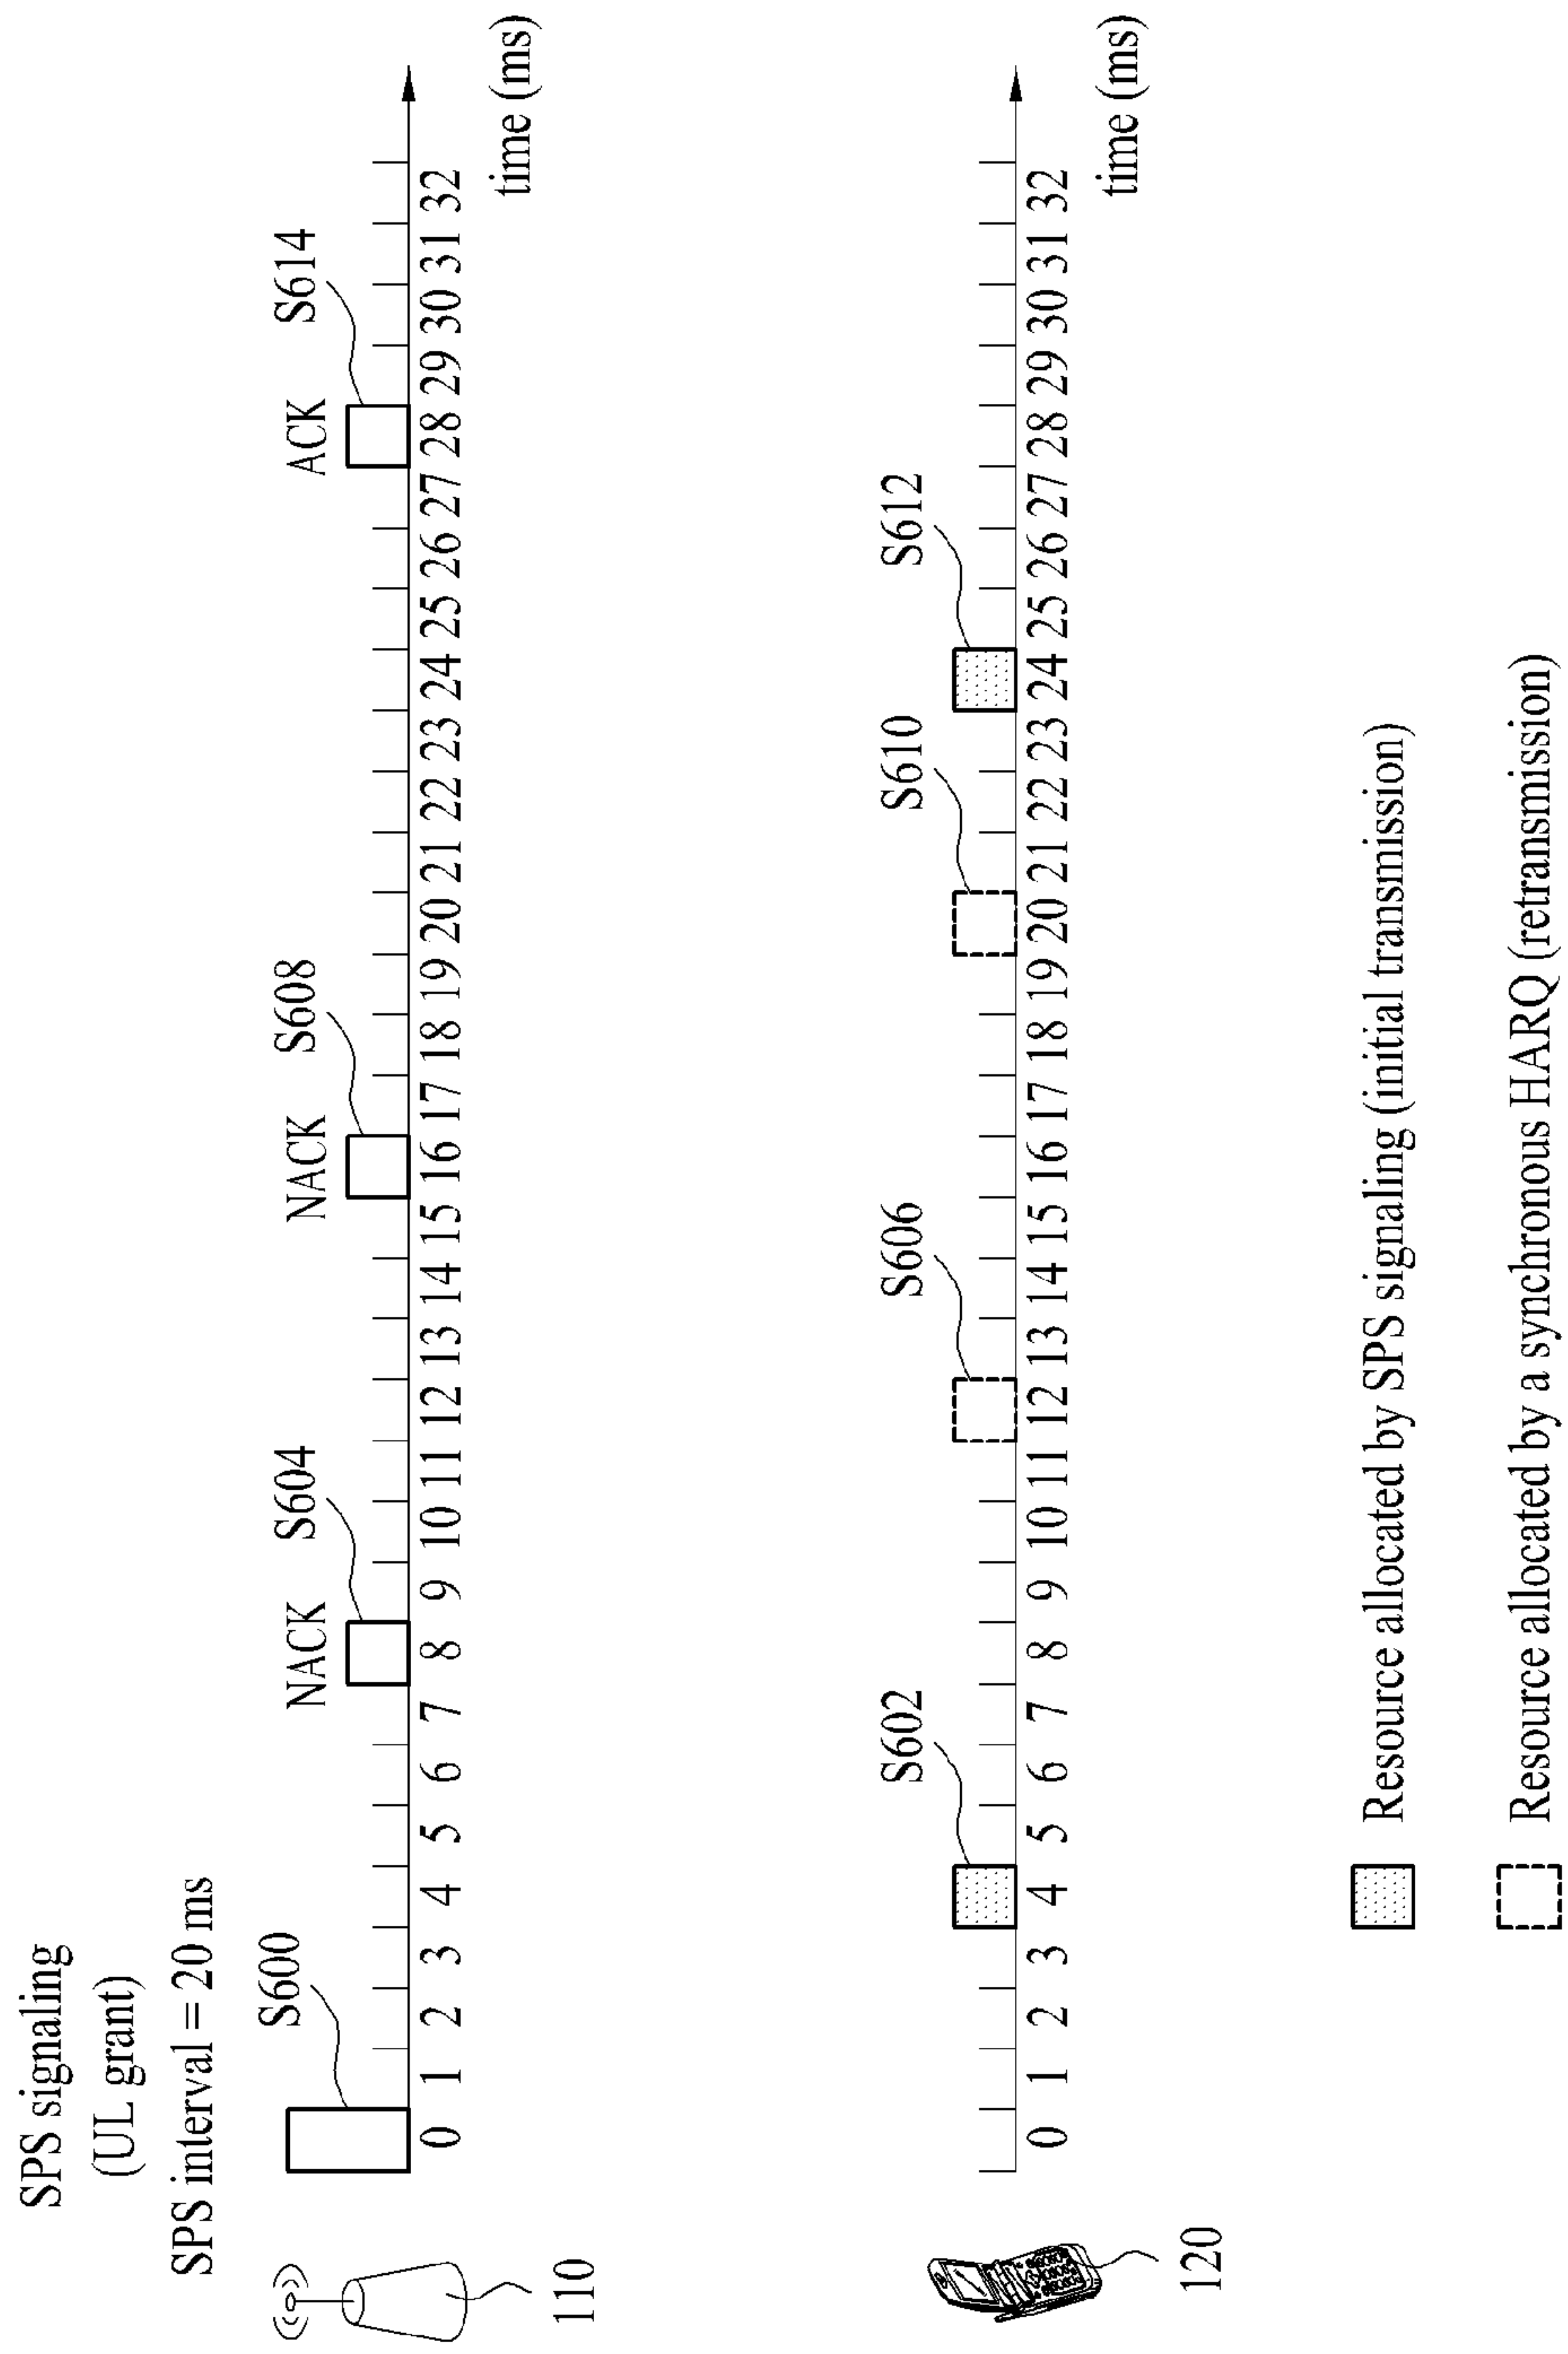 SPS signaling
(UL grant)
SPS interval = 20 ms
S600
NACK
S604
NACK
S608
ACK
S614
0 1 2 3 4 5 6 7 8 9 10 11 12 13 14 15 16 17 18 19 20 21 22 23 24 25 26 27 28 29 30 31 32
time (ms)
110
S602
S606
S610
S612
0 1 2 3 4 5 6 7 8 9 10 11 12 13 14 15 16 17 18 19 20 21 22 23 24 25 26 27 28 29 30 31 32
time (ms)
120
Resource allocated by SPS signaling (initial transmission)
Resource allocated by a synchronous HARQ (retransmission)